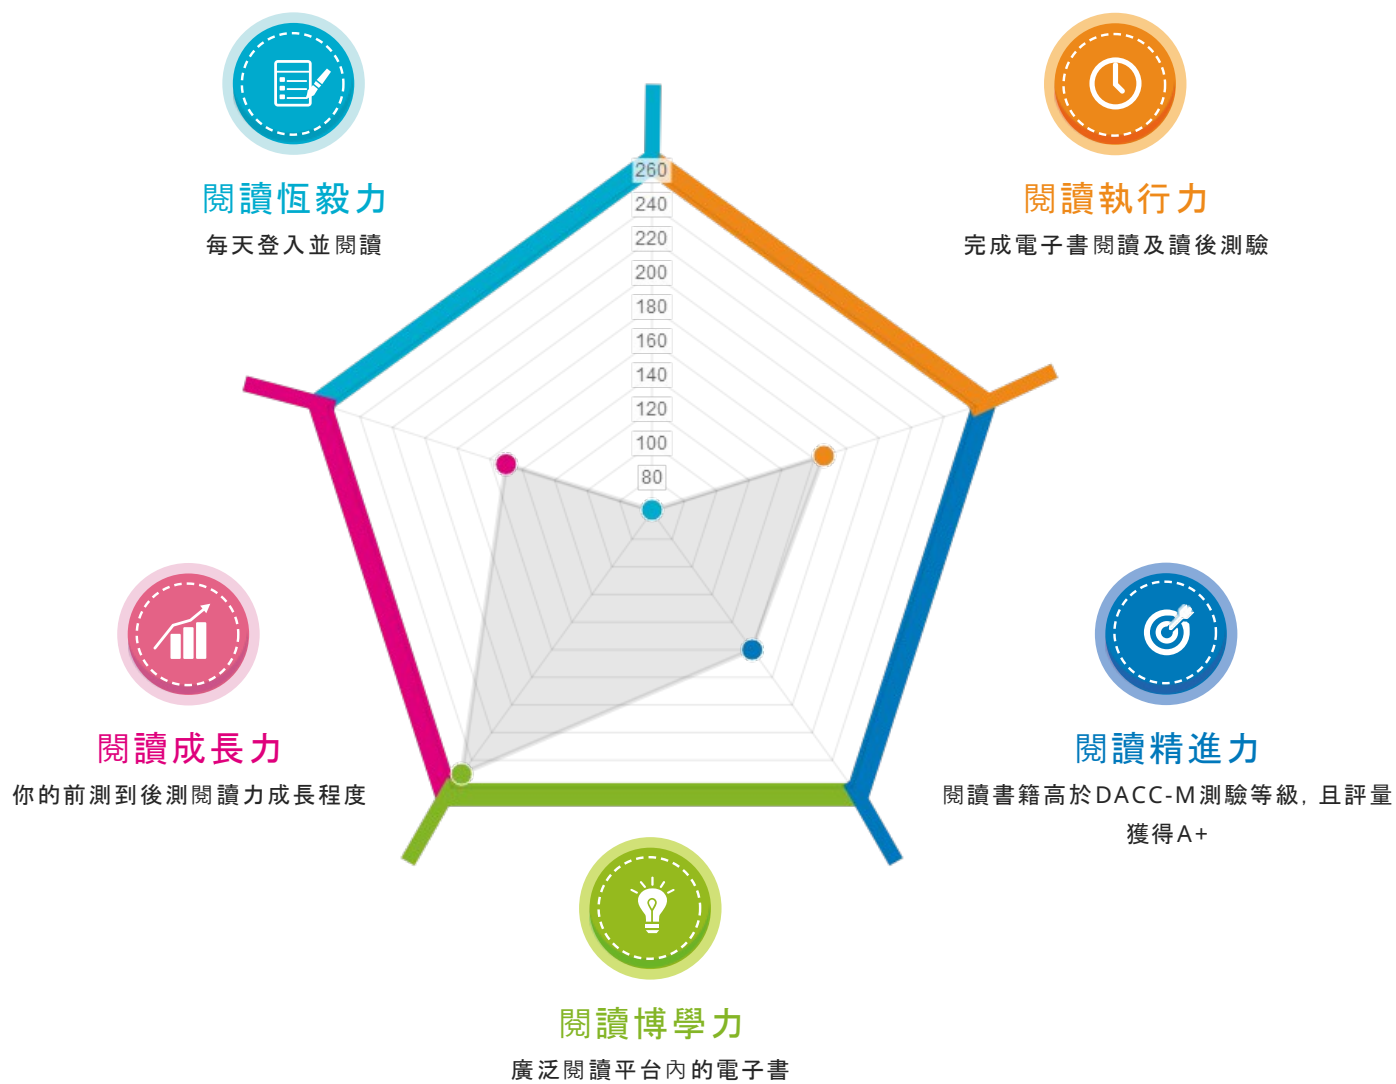 閱讀恆毅力
每天登入並閱讀
閱讀執行力
完成電子書閱讀及讀後測驗
260
240
220
200
180
160
140
120
100
80
閱讀成長力
你的前測到後測閱讀力成長程度
閱讀精進力
閱讀書籍高於DACC-M測驗等級, 且評量
獲得A+
閱讀博學力
廣泛閱讀平台內的電子書